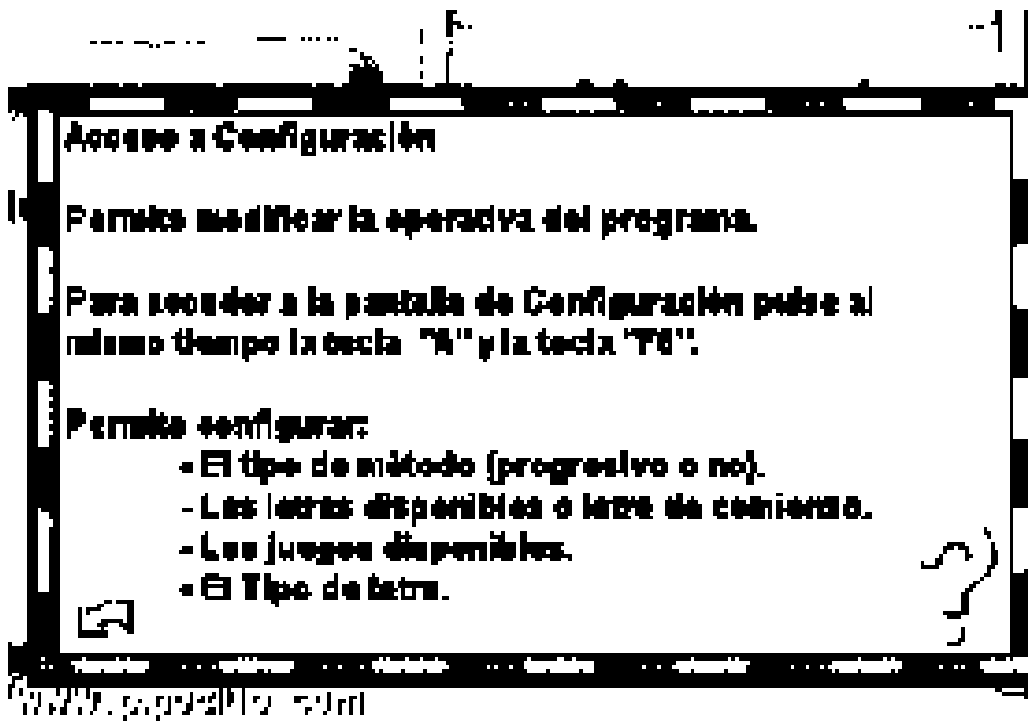 Acceso a Configuración
Permite modificar la operativa del programa.
Para acceder a la pantalla de Configuración pulse al
mismo tiempo la tecla "A" y la tecla
Permite configurar:
- El tipo de método (progresivo o no).
- Las letras disponibles o letra de comienzo.
- Los juegos disponibles.
- El Tipo de letra.